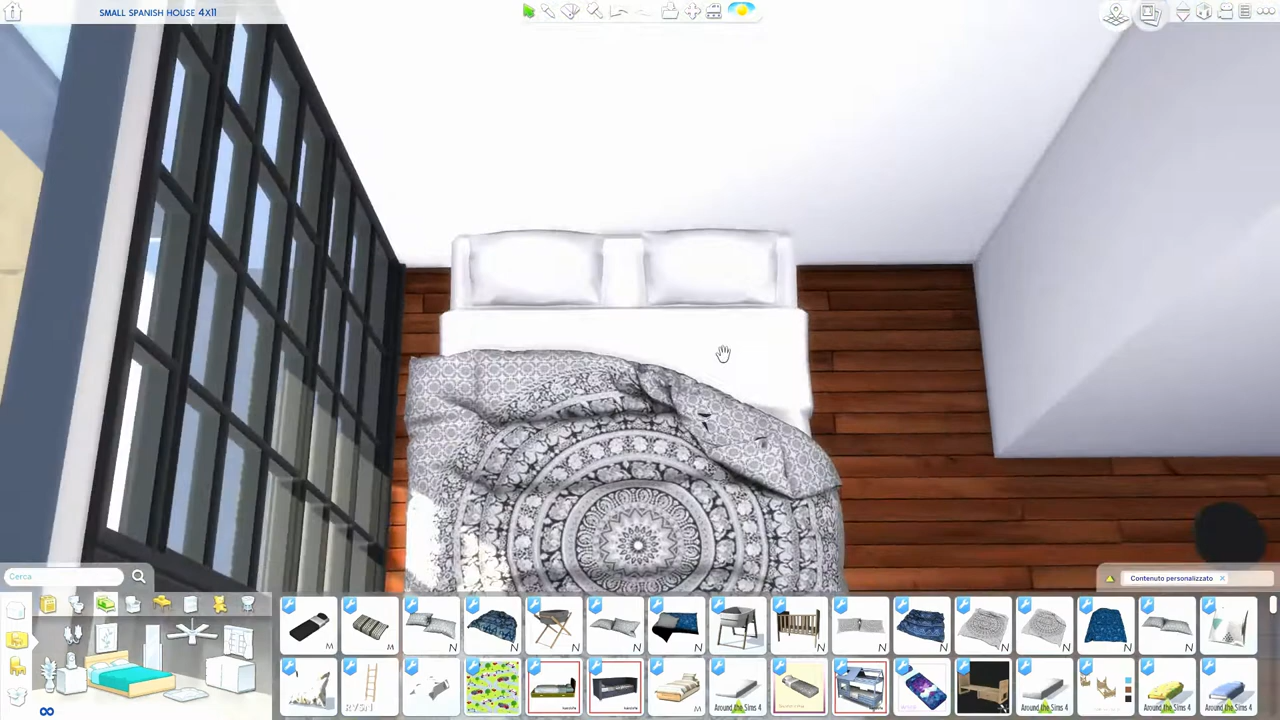 SMALL SPANISH HOUSE 4X11
Cerca
Contenuto personalizzato
M
M
N
N
N
N
N
N
N
N
N
N
N
N
N
M
Around the Sims 4
Around the Sims 4
Around the Sims 4
Around the Sims 4